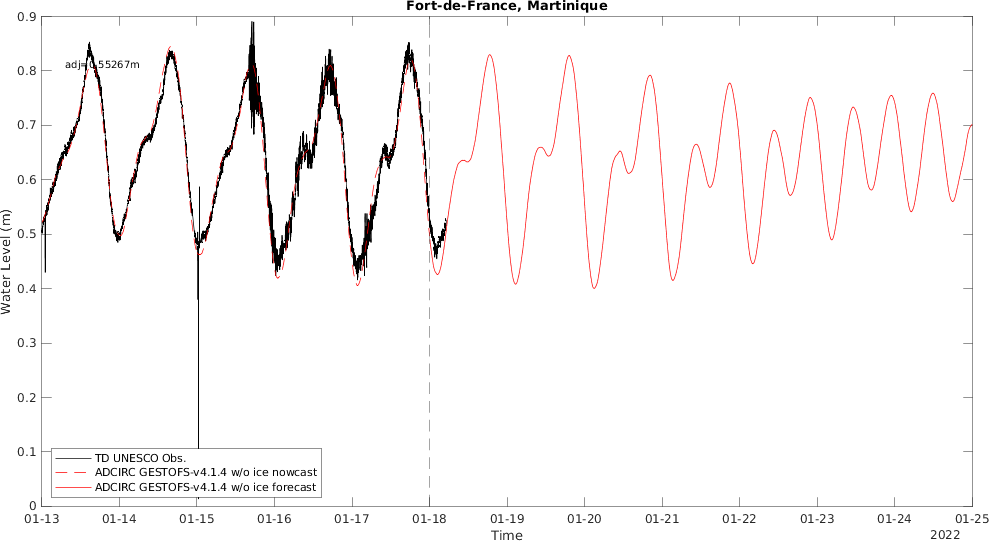 Fort-de-France, Martinique
0.9
0.8
0.7
0.6
0.5
0.4
0.3
0.2
0.1
0
Water Level (m)
adj=0.55267m
TD UNESCO Obs.
ADCIRC GESTOFS-v4.1.4 w/o ice nowcast
ADCIRC GESTOFS-v4.1.4 w/o ice forecast
01-13 01-14 01-15 01-16 01-17 01-18 01-19 01-20 01-21 01-22 01-23 01-24 01-25
Time
2022